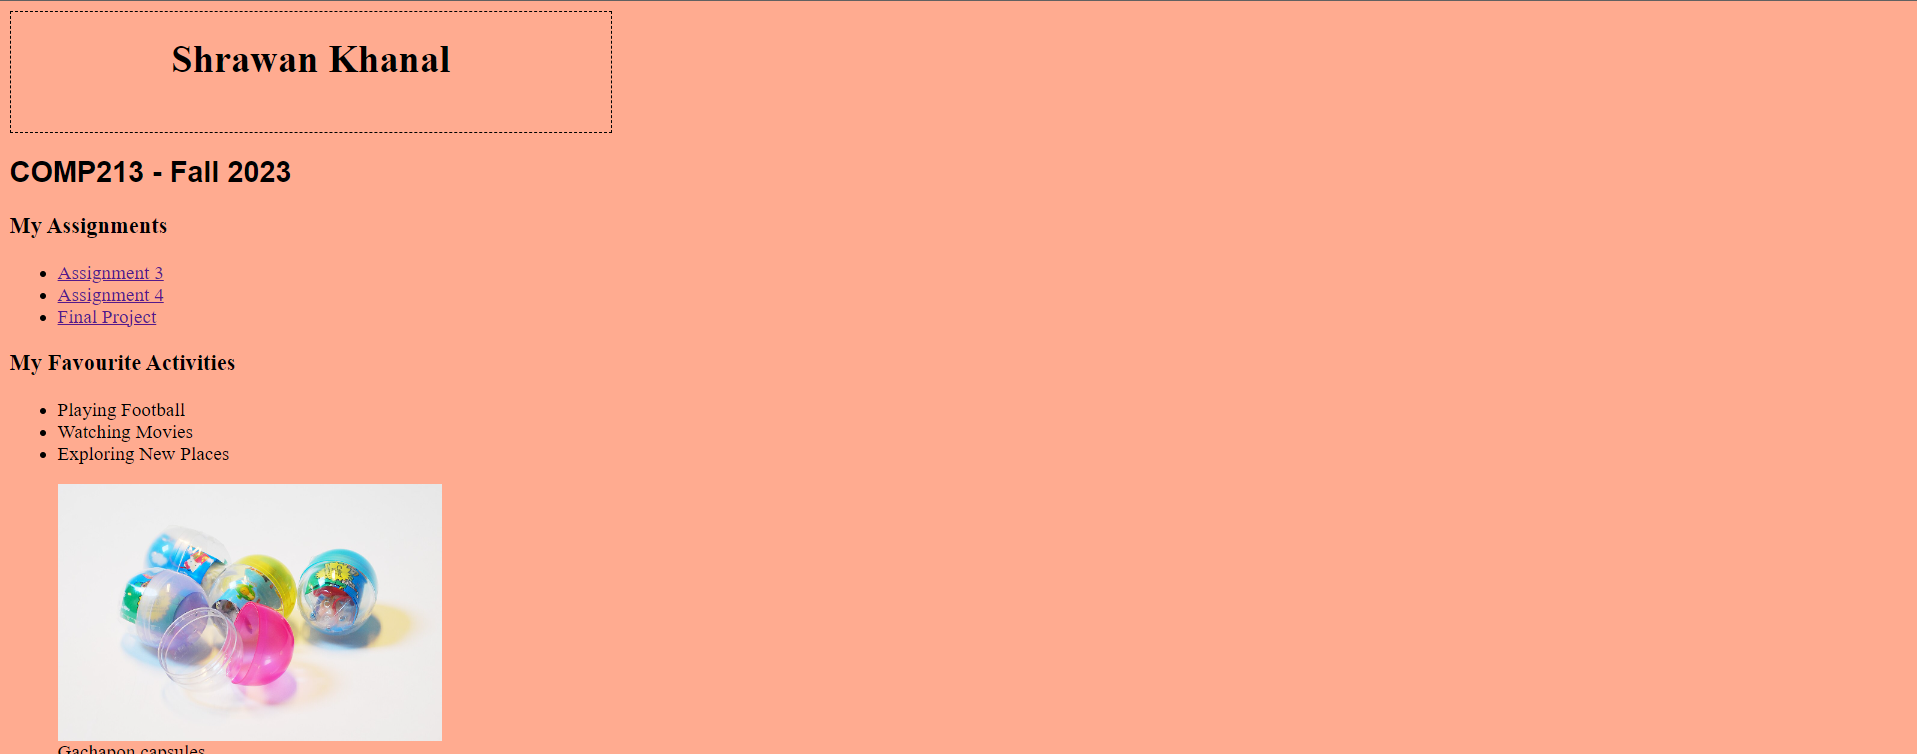 Shrawan Khanal
COMP213 - Fall 2023
My Assignments
Assignment 3
Assignment 4
Final Project
My Favourite Activities
Playing Football
Watching Movies
Exploring New Places
Gachapon capsules